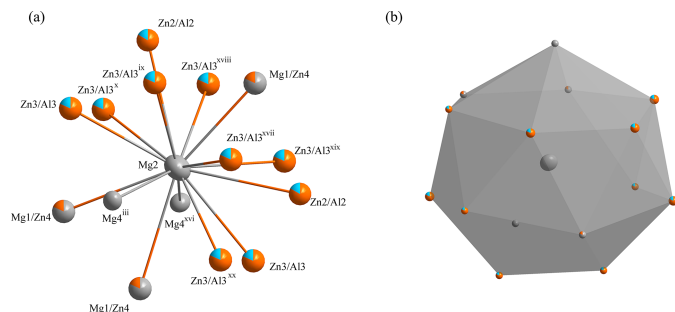 (a)
(b)
Zn2/Al2
Zn3/Al3ix
Zn3/Al3xviii
Mg1/Zn4
Zn3/Al3
Zn3/Al3x
Zn3/Al3xvii
Zn3/Al3xix
Mg2
Zn2/Al2
Mg1/Zn4
Mg4iii
Mg4xvi
Zn3/Al3xx
Zn3/Al3
Mg1/Zn4